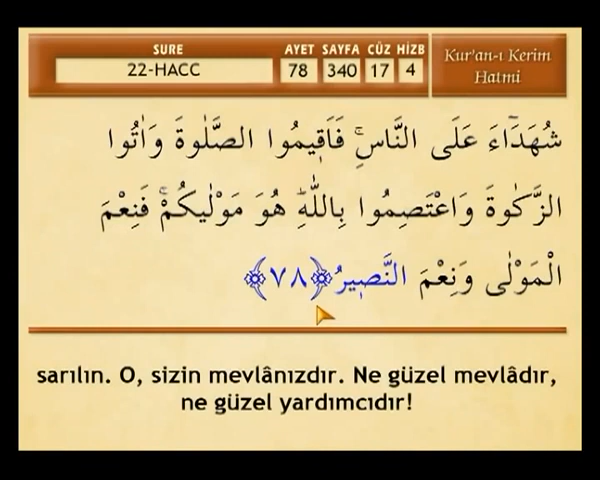 SURE AYET SAYFA CÜZ HİZB
22-HACC 78 340 17 4
Kur'an-ı Kerim
Hatmi
شُهَدَٓاءَ عَلَى النَّاسِۚ فَاَق۪يمُوا الصَّلٰوةَ وَاٰتُوا
الزَّكٰوةَ وَاعْتَصِمُوا بِاللّٰهِۜ هُوَ مَوْلٰيكُمْۚ فَنِعْمَ
الْمَوْلٰى وَنِعْمَ النَّص۪يرُ ﴿٧٨﴾
sarılın. O, sizin mevlânızdır. Ne güzel mevlâdır,
ne güzel yardımcıdır!